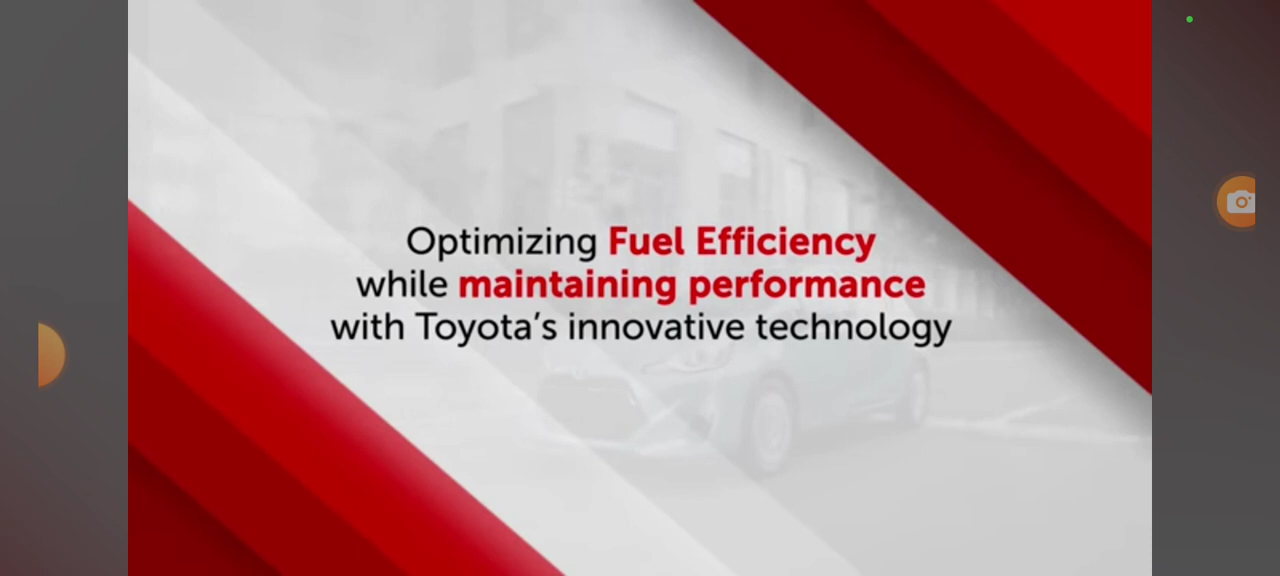 Optimizing Fuel Efficiency
while maintaining performance
with Toyota’s innovative technology